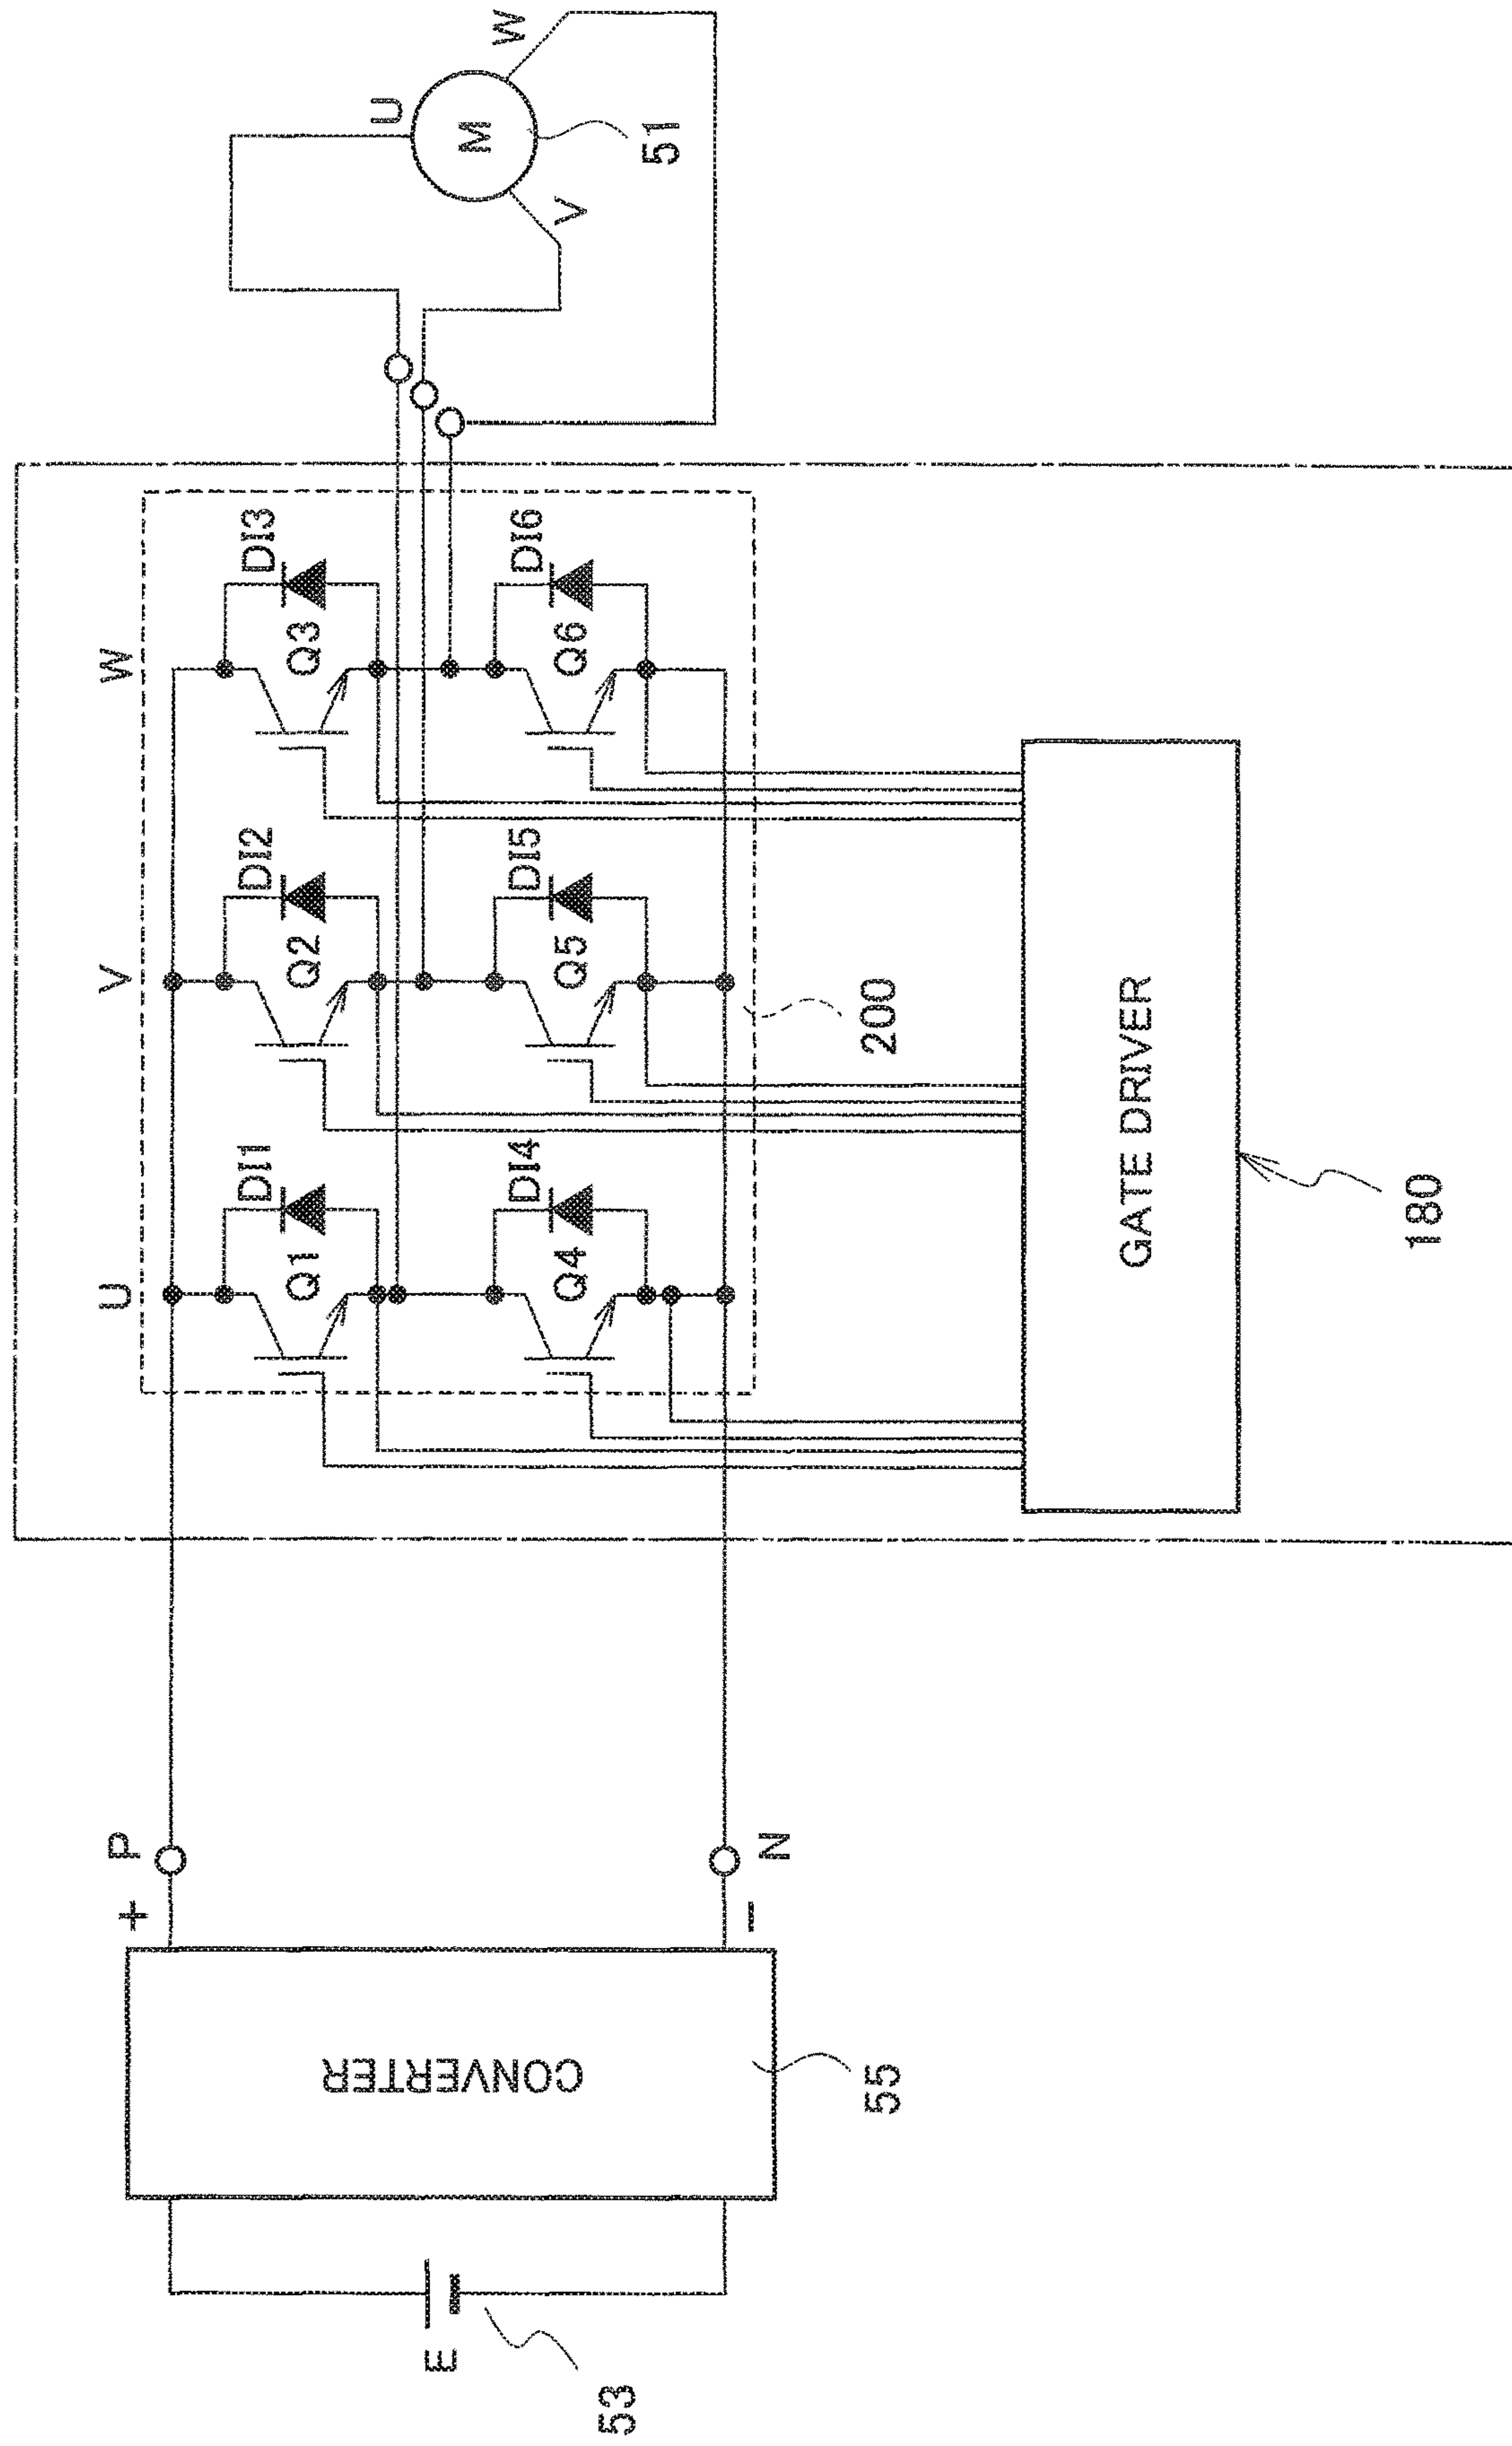 U
V
W
DI1
DI2
DI3
Q1
Q2
Q3
DI4
DI5
DI6
Q4
Q5
Q6
200
GATE DRIVER
180
U
V
W
M
51
+
P
−
N
CONVERTER
55
E
53